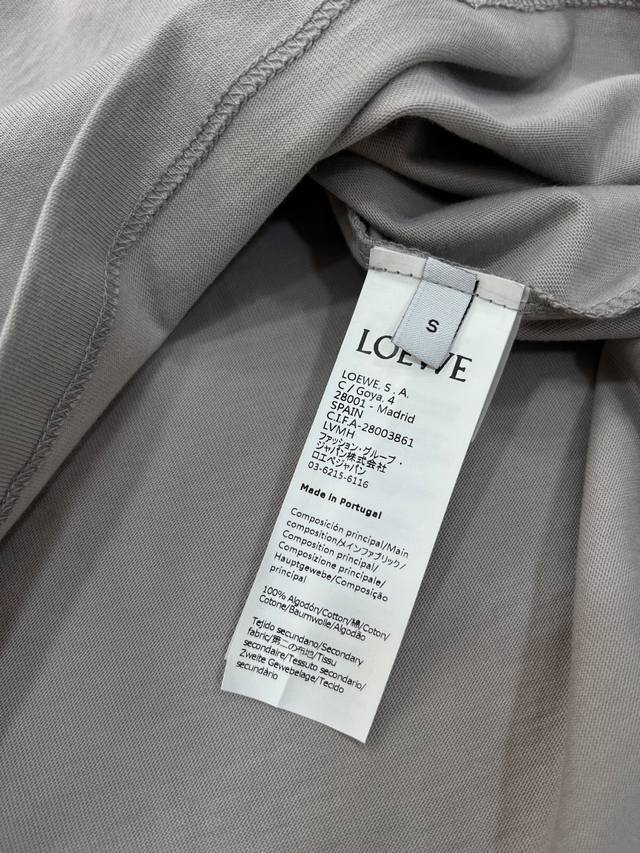 S
LOEWE
LOEWE, S. A.
C / Goya, 4
28001 - Madrid
SPAIN
C.I.F.A-28003861
LVMH
ファッション・グループ・
ジャパン株式会社
ロエベジャパン
03-6215-6116
Made in Portugal
Composición principal/Main
composition/メインファブリック/
Composition principal/
Composizione principale/
Hauptgewebe/Composição
principal
100% Algodón/Cotton/綿/Coton/
Cotone/Baumwolle/Algodão
Tejido secundano/Secondary
fabric/第二の布地/Tissu
secondaire/Tessuto secondario/
Zweite Gewebelage/Tecido
secundário